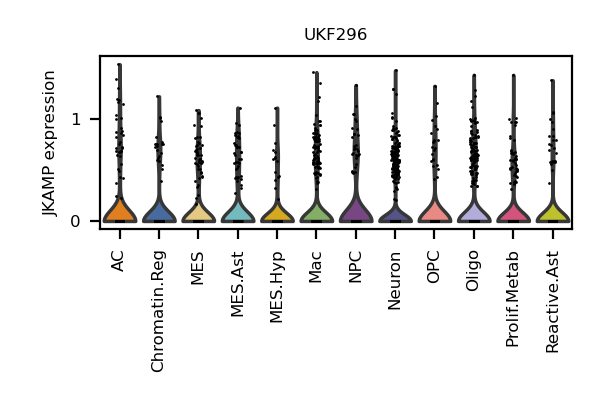 UKF296
JKAMP expression
1
0
AC
Chromatin.Reg
MES
MES.Ast
MES.Hyp
Mac
NPC
Neuron
OPC
Oligo
Prolif.Metab
Reactive.Ast